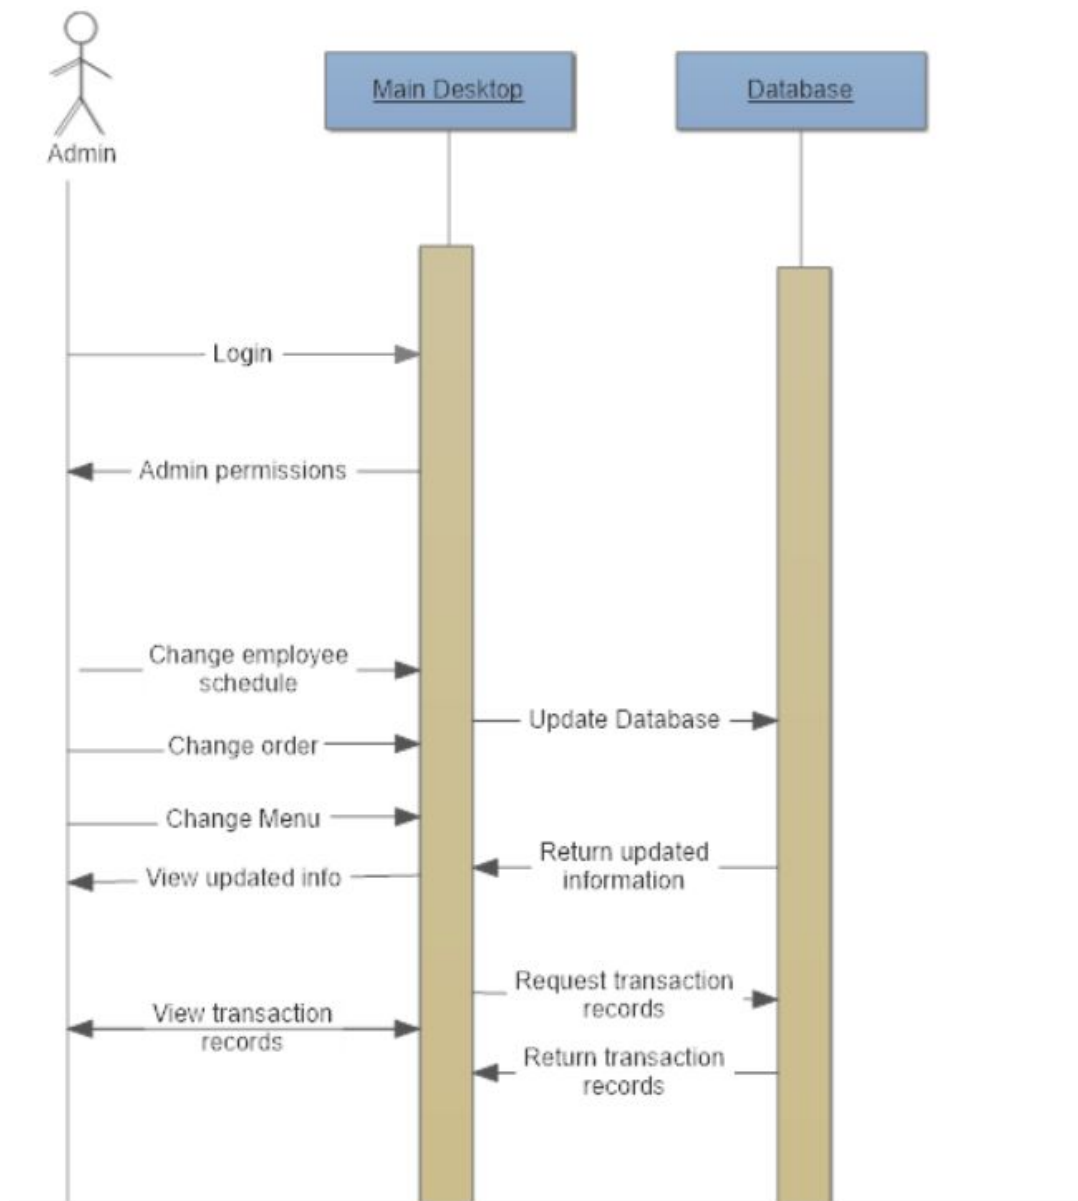 Main Desktop
Database
Admin
Login
Admin permissions
Change employee
schedule
Update Database
Change order
Change Menu
Return updated
information
View updated info
Request transaction
records
View transaction
records
Return transaction
records